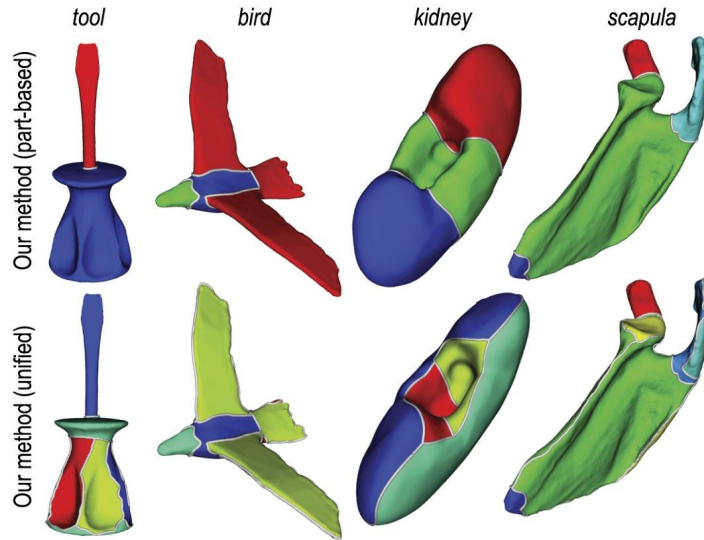 tool bird kidney scapula
Our method (part-based)
Our method (unified)